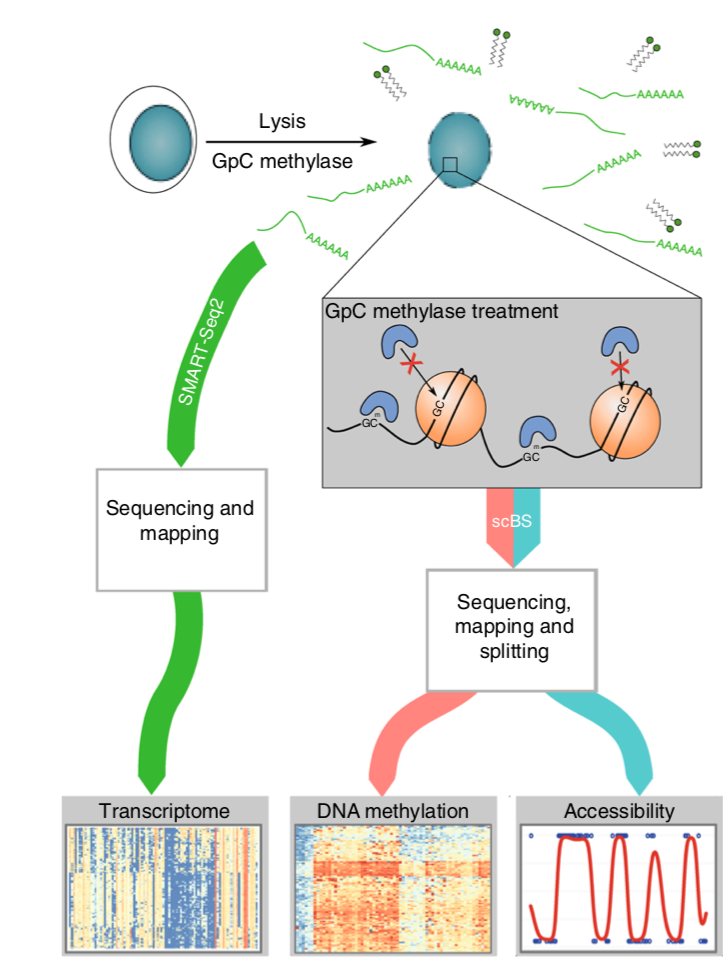 AAAAAA
AAAAAA
AAAAAA
Lysis
GpC methylase
AAAAAA
AAAAAA
AAAAAA
AAAAAA
SMART-Seq2
GpC methylase treatment
GC
GC
m
GC
m
GC
scBS
Sequencing and
mapping
Sequencing,
mapping and
splitting
Transcriptome
DNA methylation
Accessibility